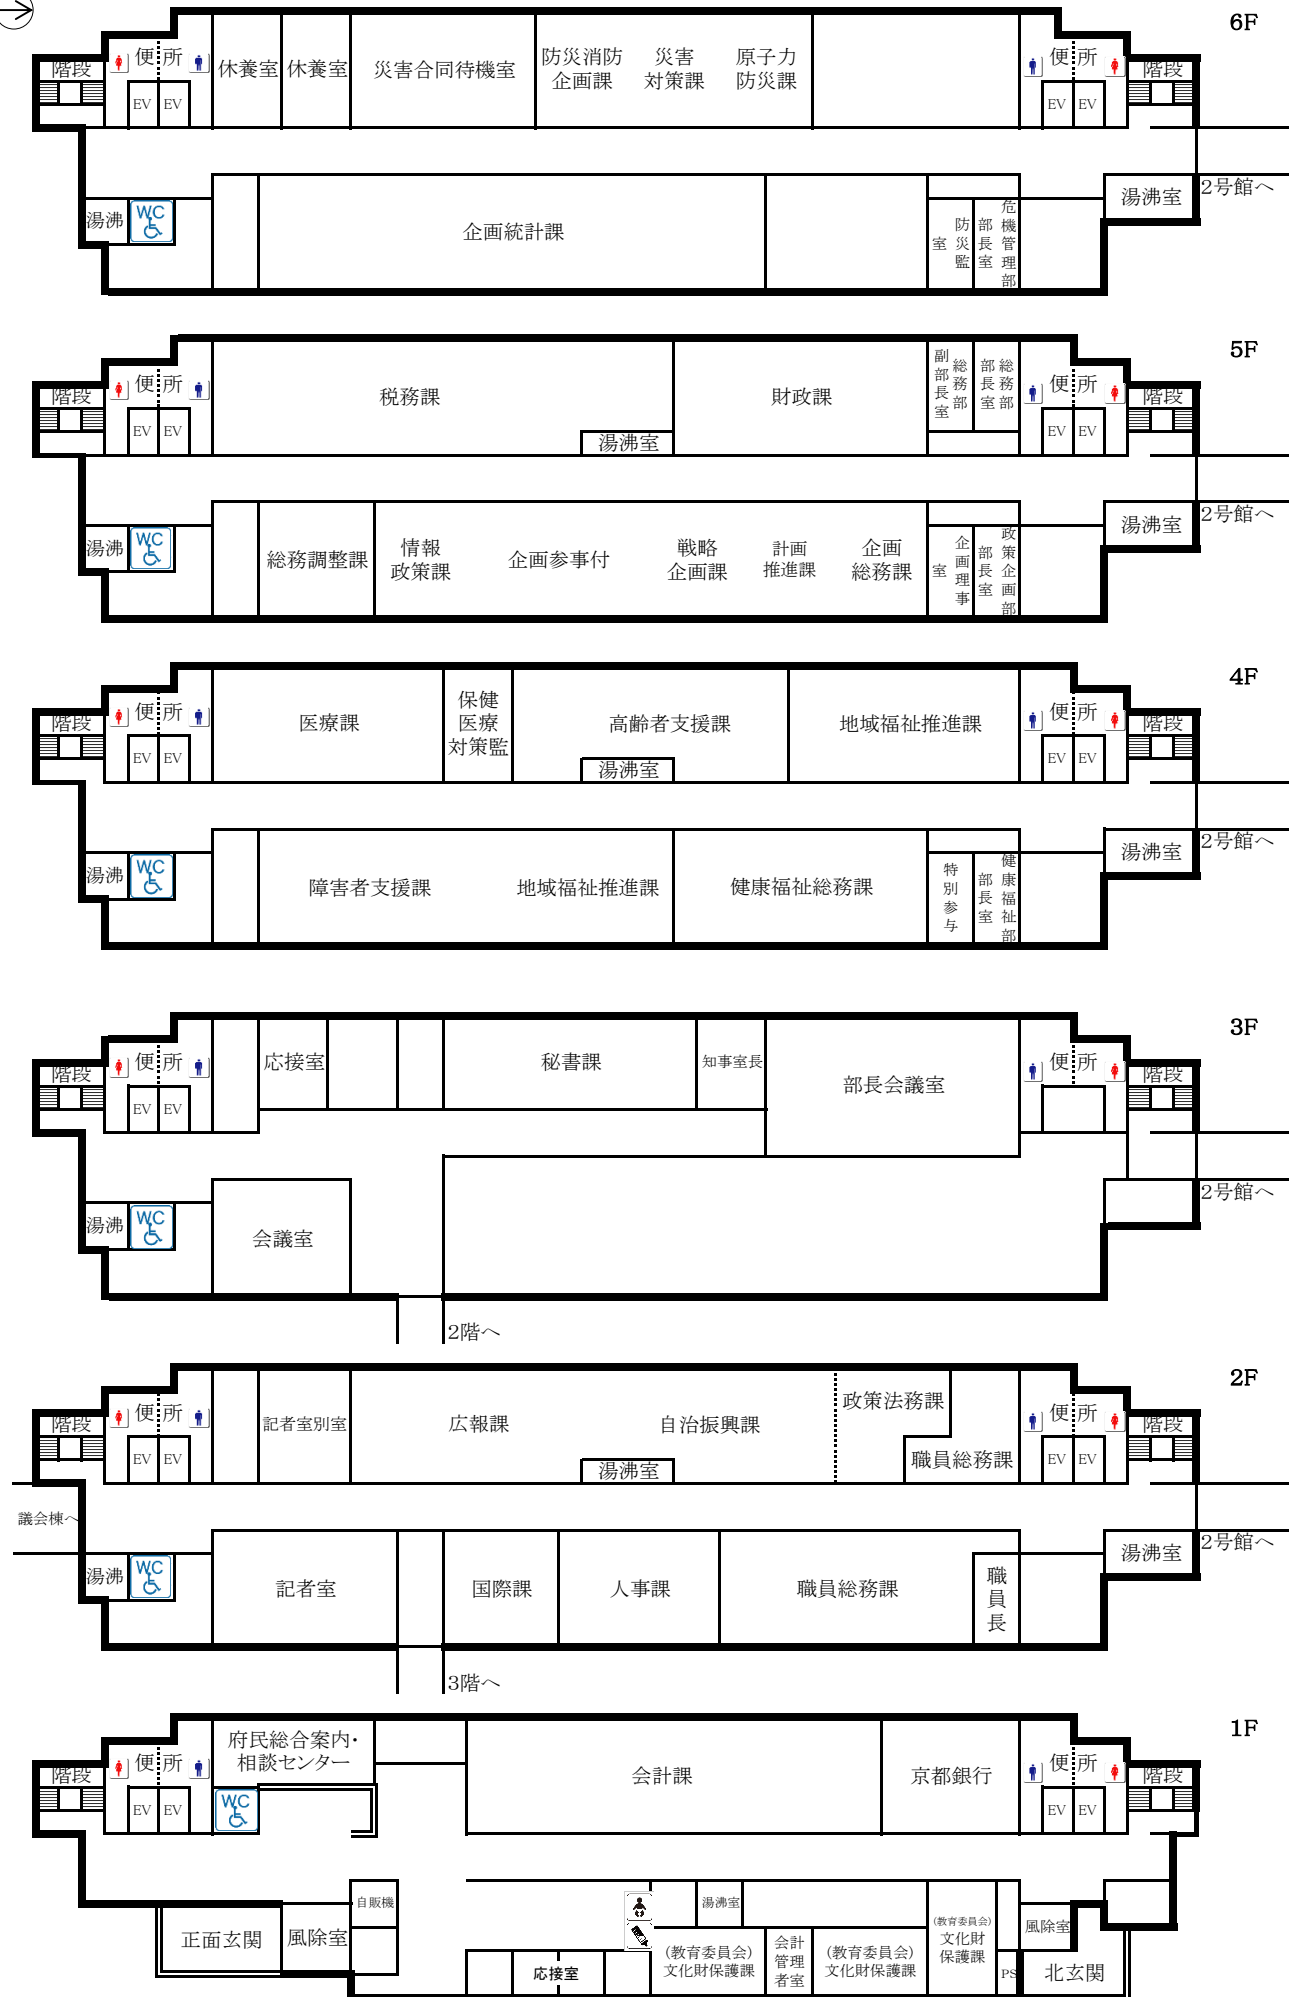 6F
階段
便所
EV EV
休養室
休養室
災害合同待機室
防災消防
企画課
災害
対策課
原子力
防災課
便所
EV EV
階段
湯沸
WC
企画統計課
防災監室
危機管理部
部長室
湯沸室
2号館へ
5F
階段
便所
EV EV
税務課
湯沸室
財政課
総務部
副部長室
総務部
部長室
便所
EV EV
階段
湯沸
WC
総務調整課
情報
政策課
企画参事付
戦略
企画課
計画
推進課
企画
総務課
企画理事室
政策企画部
部長室
湯沸室
2号館へ
4F
階段
便所
EV EV
医療課
保健
医療
対策監
高齢者支援課
湯沸室
地域福祉推進課
便所
EV EV
階段
湯沸
WC
障害者支援課
地域福祉推進課
健康福祉総務課
特別参与
健康福祉部
部長室
湯沸室
2号館へ
3F
階段
便所
EV EV
応接室
秘書課
知事室長
部長会議室
便所
階段
湯沸
WC
会議室
2号館へ
2階へ
2F
階段
便所
EV EV
記者室別室
広報課
自治振興課
湯沸室
政策法務課
職員総務課
便所
EV EV
階段
議会棟へ
湯沸
WC
記者室
国際課
人事課
職員総務課
職員長
湯沸室
2号館へ
3階へ
1F
階段
便所
EV EV
府民総合案内・
相談センター
WC
会計課
京都銀行
便所
EV EV
階段
正面玄関
風除室
自販機
応接室
湯沸室
(教育委員会)
文化財保護課
会計
管理
者室
(教育委員会)
文化財保護課
(教育委員会)
文化財
保護課
PS
風除室
北玄関